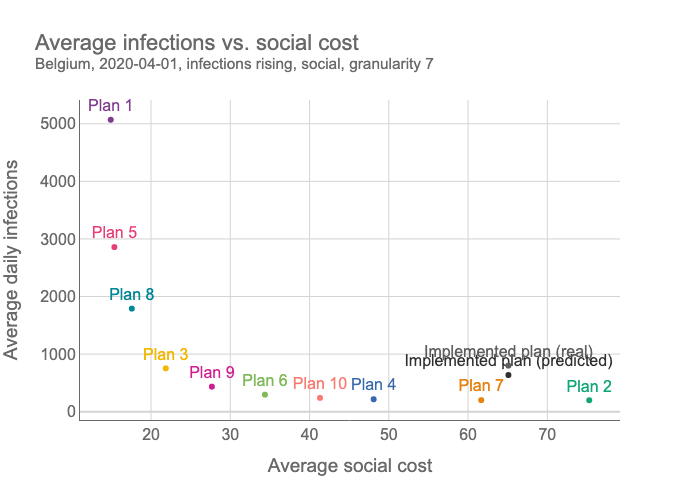 Average infections vs. social cost
Belgium, 2020-04-01, infections rising, social, granularity 7
Average daily infections
5000
4000
3000
2000
1000
0
Plan 1
Plan 5
Plan 8
Plan 3
Plan 9
Plan 6
Plan 10
Plan 4
Implemented plan (real)
Implemented plan (predicted)
Plan 7
Plan 2
20
30
40
50
60
70
Average social cost